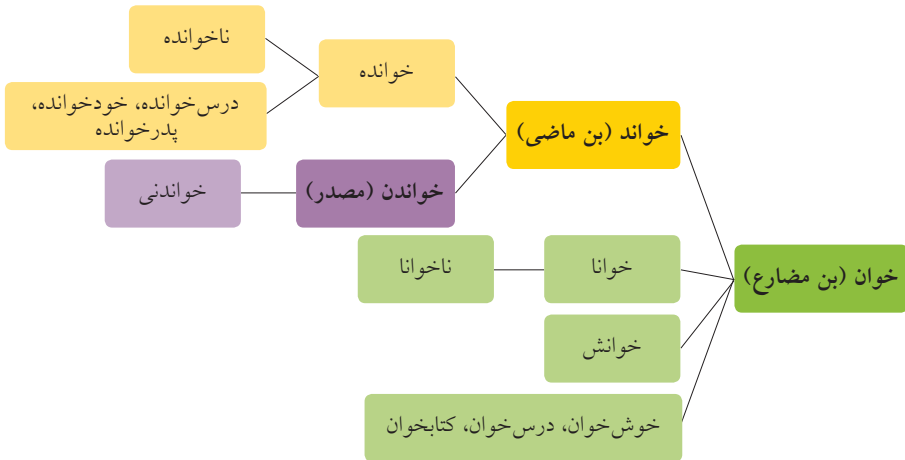 ناخوانده
خوانده
درس‌خوانده، خودخوانده،
پدرخوانده
خواند (بن ماضی)
خواندن (مصدر)
خواندنی
خوان (بن مضارع)
خوانا
ناخوانا
خوانش
خوش‌خوان، درس‌خوان، کتابخوان